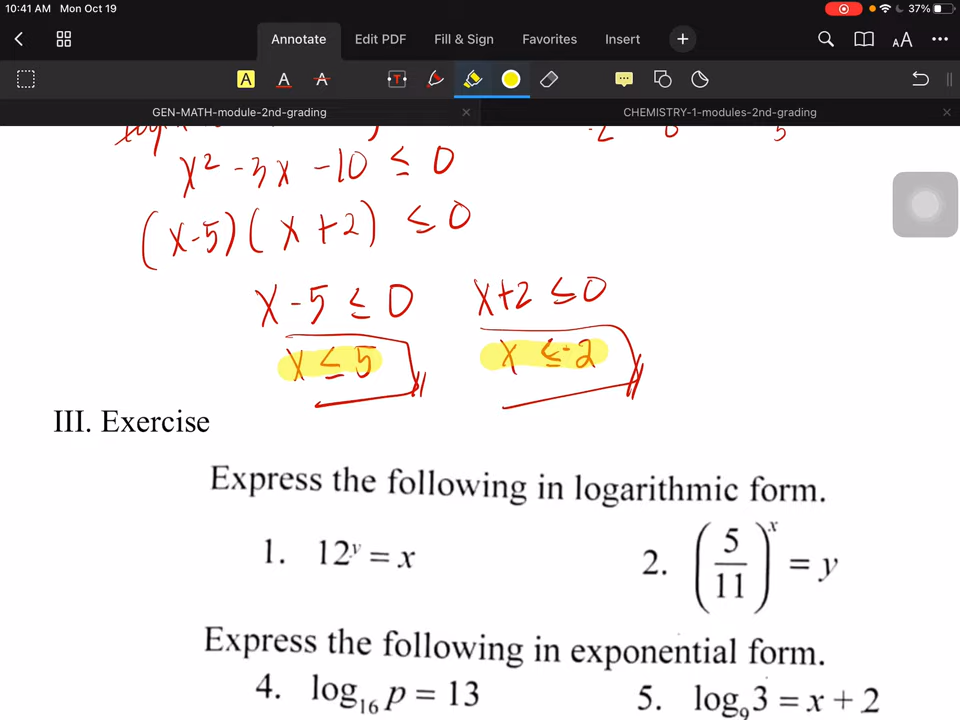 10:41 AM Mon Oct 19
37%
Annotate Edit PDF Fill & Sign Favorites Insert +
AA
A A A T
GEN-MATH-module-2nd-grading × CHEMISTRY-1-modules-2nd-grading ×
x² - 3x - 10 ≤ 0
(x-5)(x+2) ≤ 0
x - 5 ≤ 0 x+2 ≤ 0
x ≤ 5 x ≤ -2
III. Exercise
Express the following in logarithmic form.
1. 12ʸ = x 2. (5/11)ˣ = y
Express the following in exponential form.
4. log₁₆ p = 13 5. log₉ 3 = x + 2